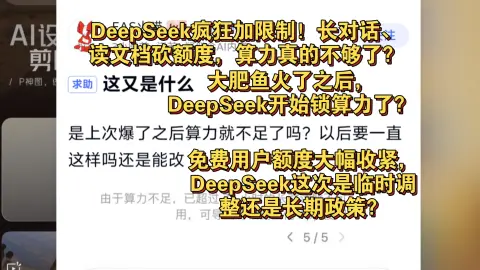 DeepSeek疯狂加限制！长对话、
读文档砍额度，算力真的不够了？
AI设
剪
/ P神图，
求助 这又是什么
大肥鱼火了之后，
DeepSeek开始锁算力了？
是上次爆了之后算力就不足了吗？以后要一直
这样吗还是能改
免费用户额度大幅收紧，
DeepSeek这次是临时调
整还是长期政策？
由于算力不足，已超过
用，可导
5 / 5